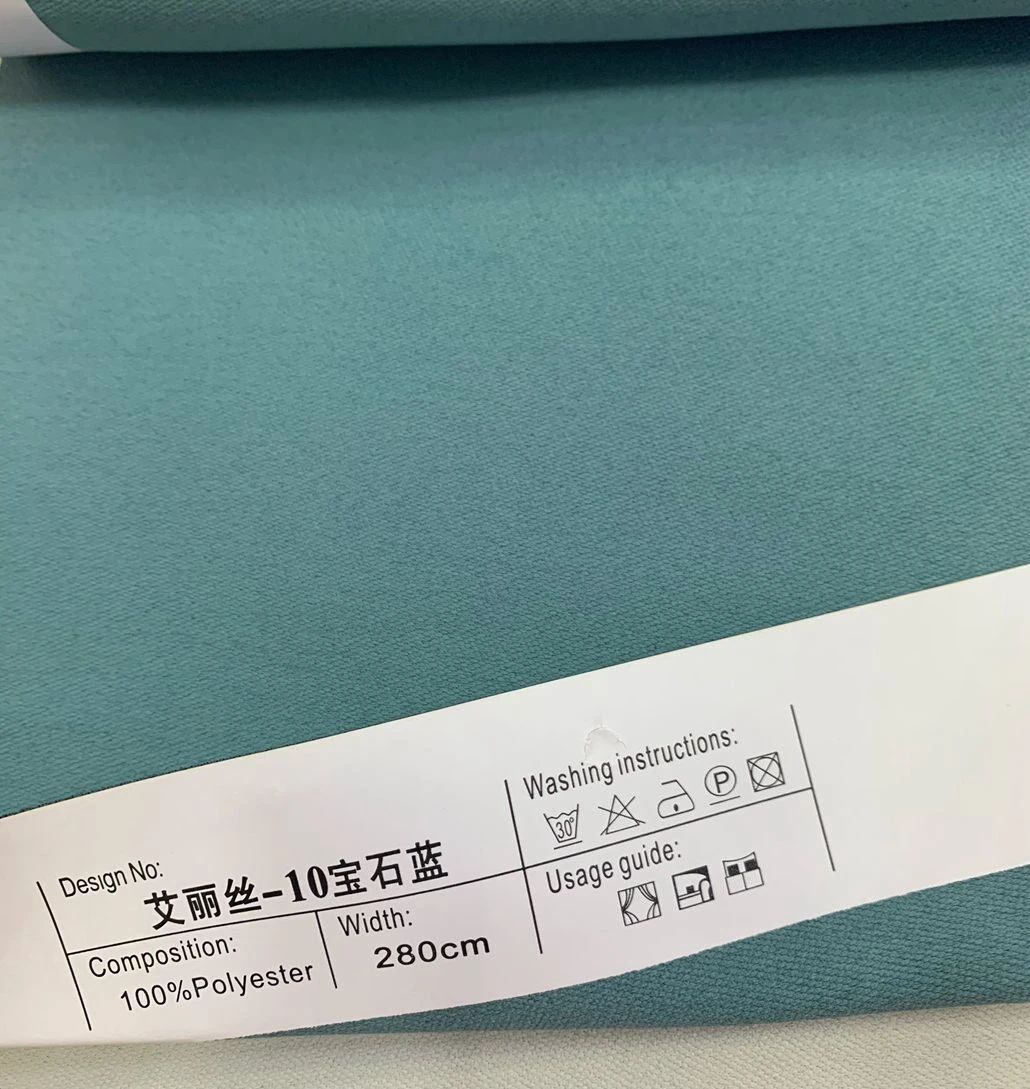 Design No:
艾丽丝-10宝石蓝
Composition:
100%Polyester
Width:
280cm
Washing instructions:
30°
P
Usage guide: